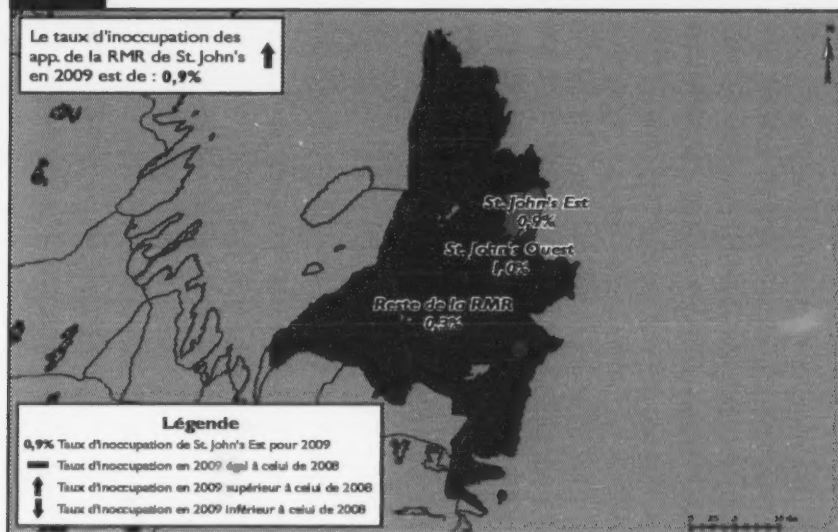 Le taux d'inoccupation des
app. de la RMR de St. John's
en 2009 est de : 0,9%
N
St. John's Est
0,9%
St. John's Ouest
1,0%
Reste de la RMR
0,3%
Légende
0,9% Taux d'inoccupation de St. John's Est pour 2009
Taux d'inoccupation en 2009 égal à celui de 2008
Taux d'inoccupation en 2009 supérieur à celui de 2008
Taux d'inoccupation en 2009 inférieur à celui de 2008